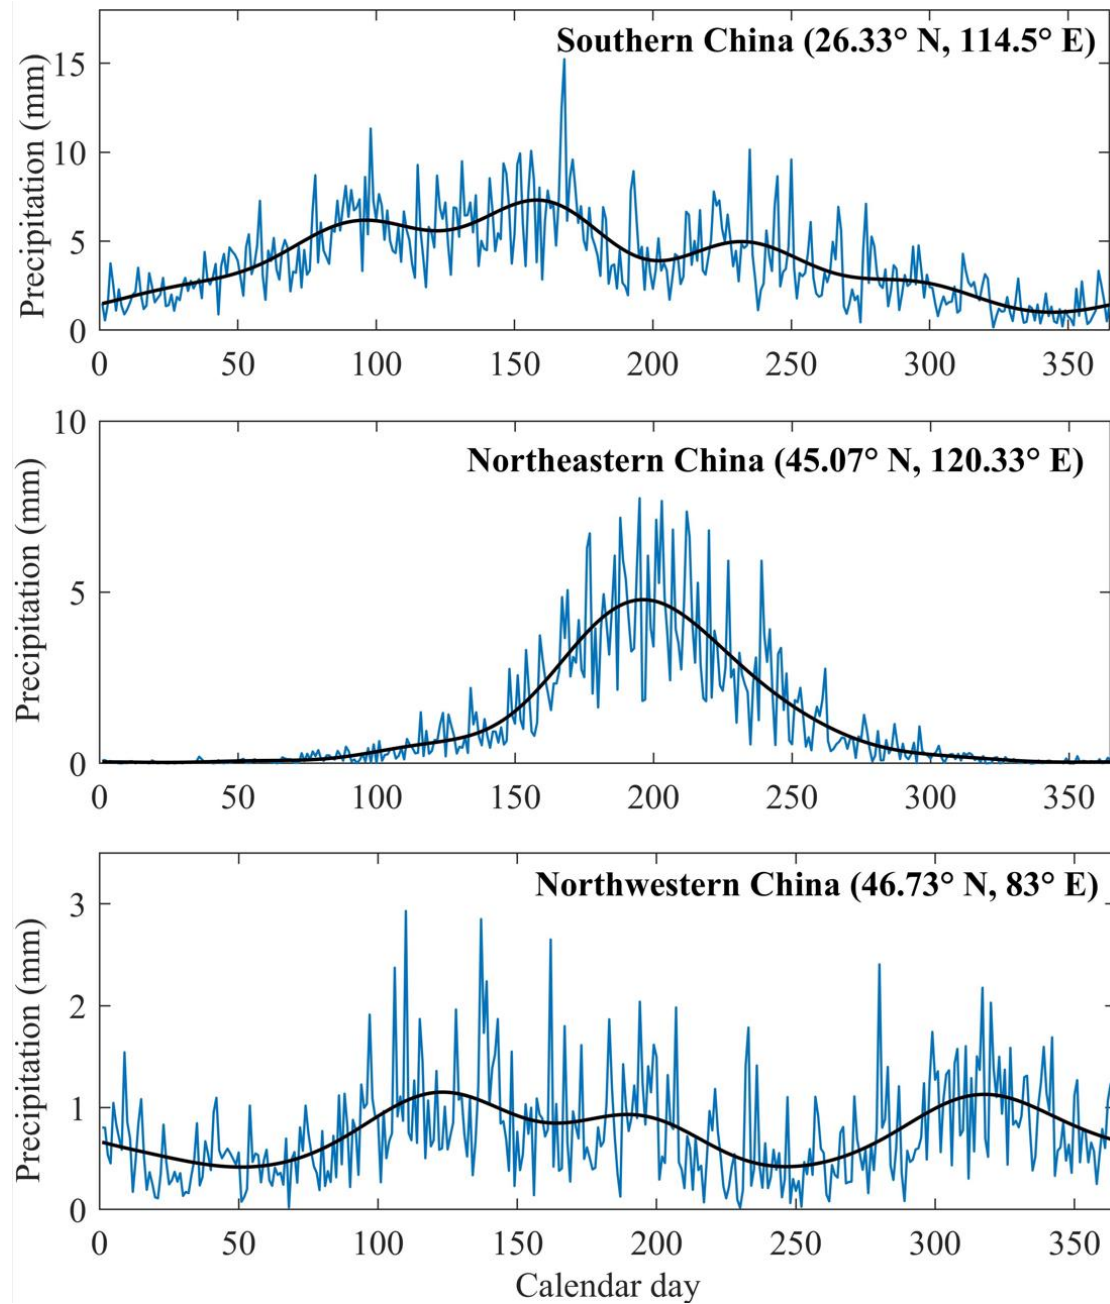 Southern China (26.33° N, 114.5° E)
Precipitation (mm)
15
10
5
0
0 50 100 150 200 250 300 350
Northeastern China (45.07° N, 120.33° E)
Precipitation (mm)
10
5
0
0 50 100 150 200 250 300 350
Northwestern China (46.73° N, 83° E)
Precipitation (mm)
3
2
1
0
0 50 100 150 200 250 300 350
Calendar day